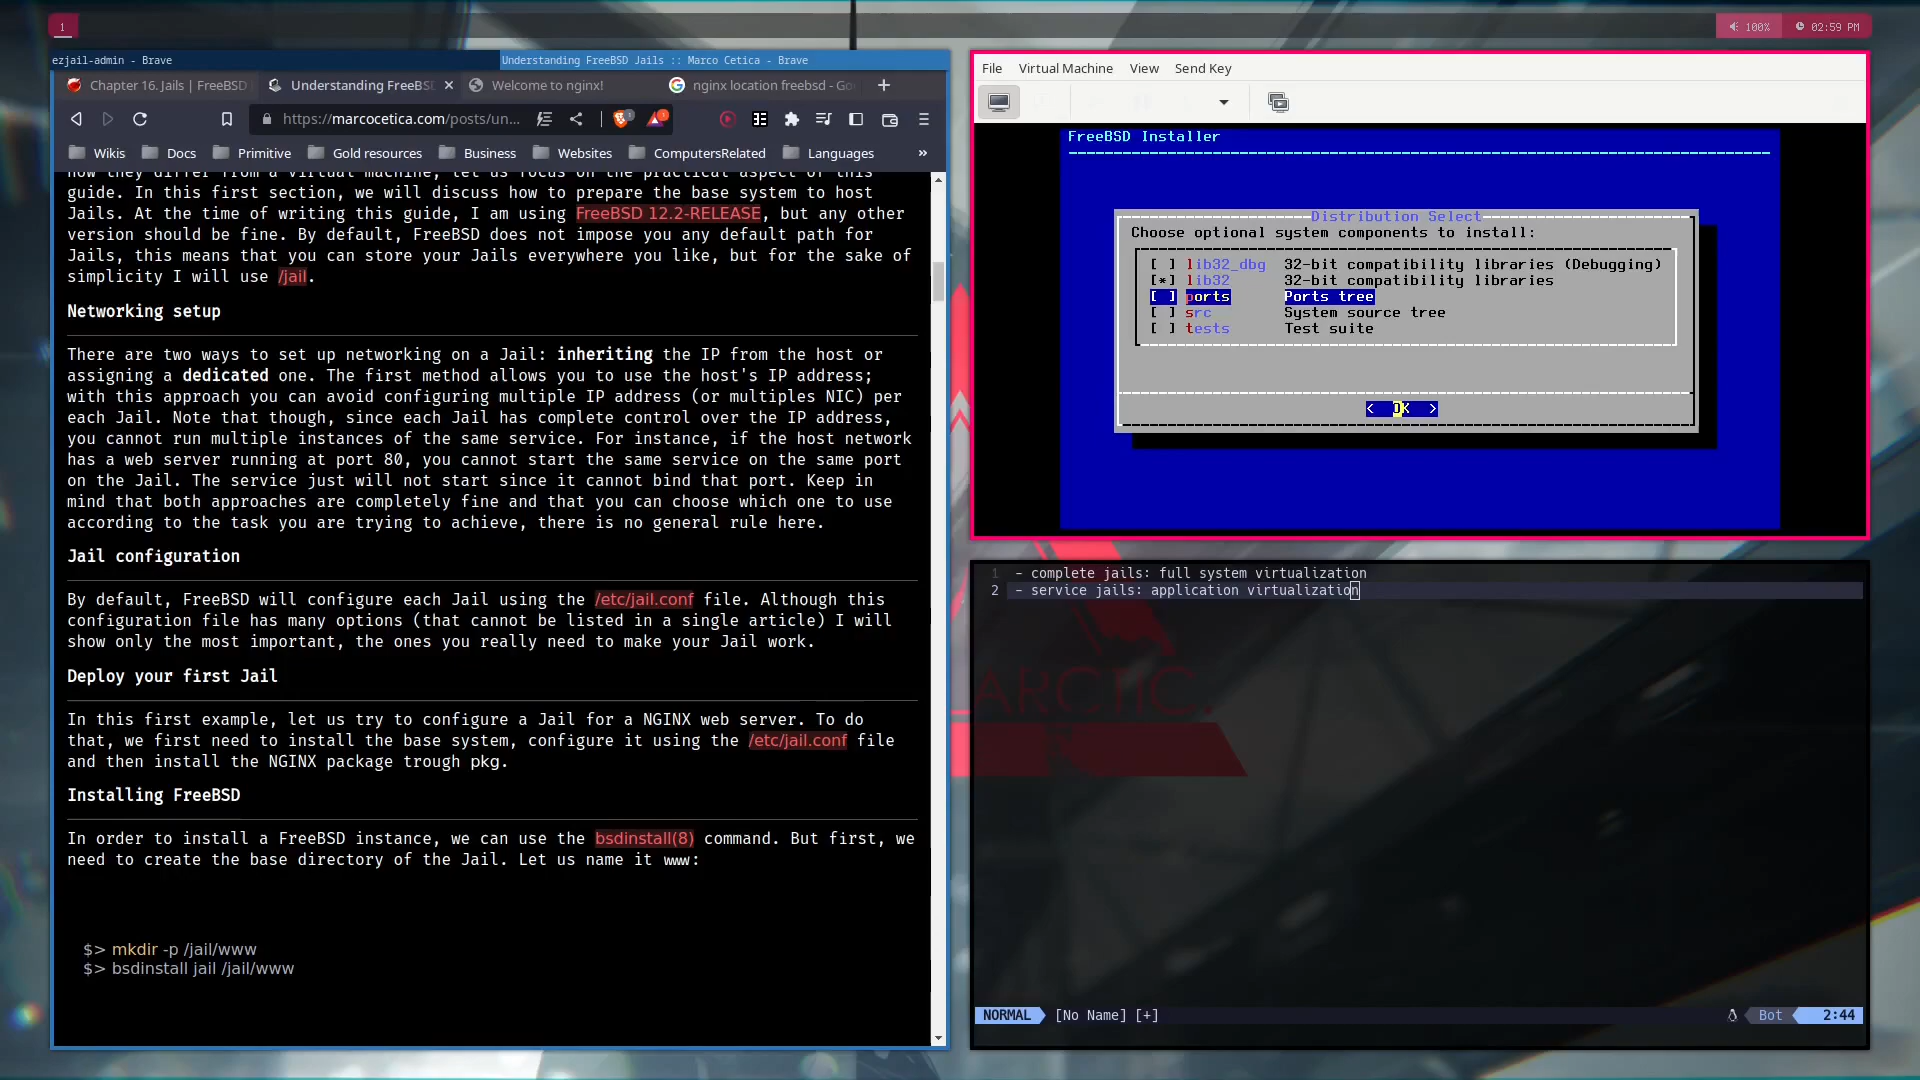 1
100%
02:59 PM
ezjail-admin - Brave
Understanding FreeBSD Jails :: Marco Cetica - Brave
Chapter 16. Jails | FreeBSD
Understanding FreeBS
Welcome to nginx!
nginx location freebsd - Go
https://marcocetica.com/posts/un...
Wikis
Docs
Primitive
Gold resources
Business
Websites
ComputersRelated
Languages
»
how they differ from a virtual machine, let us focus on the practical aspect of this
guide. In this first section, we will discuss how to prepare the base system to host
Jails. At the time of writing this guide, I am using FreeBSD 12.2-RELEASE, but any other
version should be fine. By default, FreeBSD does not impose you any default path for
Jails, this means that you can store your Jails everywhere you like, but for the sake of
simplicity I will use /jail.
Networking setup
There are two ways to set up networking on a Jail: inheriting the IP from the host or
assigning a dedicated one. The first method allows you to use the host's IP address;
with this approach you can avoid configuring multiple IP address (or multiples NIC) per
each Jail. Note that though, since each Jail has complete control over the IP address,
you cannot run multiple instances of the same service. For instance, if the host network
has a web server running at port 80, you cannot start the same service on the same port
on the Jail. The service just will not start since it cannot bind that port. Keep in
mind that both approaches are completely fine and that you can choose which one to use
according to the task you are trying to achieve, there is no general rule here.
Jail configuration
By default, FreeBSD will configure each Jail using the /etc/jail.conf file. Although this
configuration file has many options (that cannot be listed in a single article) I will
show only the most important, the ones you really need to make your Jail work.
Deploy your first Jail
In this first example, let us try to configure a Jail for a NGINX web server. To do
that, we first need to install the base system, configure it using the /etc/jail.conf file
and then install the NGINX package trough pkg.
Installing FreeBSD
In order to install a FreeBSD instance, we can use the bsdinstall(8) command. But first, we
need to create the base directory of the Jail. Let us name it www:
$> mkdir -p /jail/www
$> bsdinstall jail /jail/www
File
Virtual Machine
View
Send Key
FreeBSD Installer
Distribution Select
Choose optional system components to install:
[ ] lib32_dbg 32-bit compatibility libraries (Debugging)
[*] lib32 32-bit compatibility libraries
[ ] ports Ports tree
[ ] src System source tree
[ ] tests Test suite
< OK >
1 - complete jails: full system virtualization
2 - service jails: application virtualization
ARCTIC.
NORMAL
[No Name] [+]
Bot
2:44